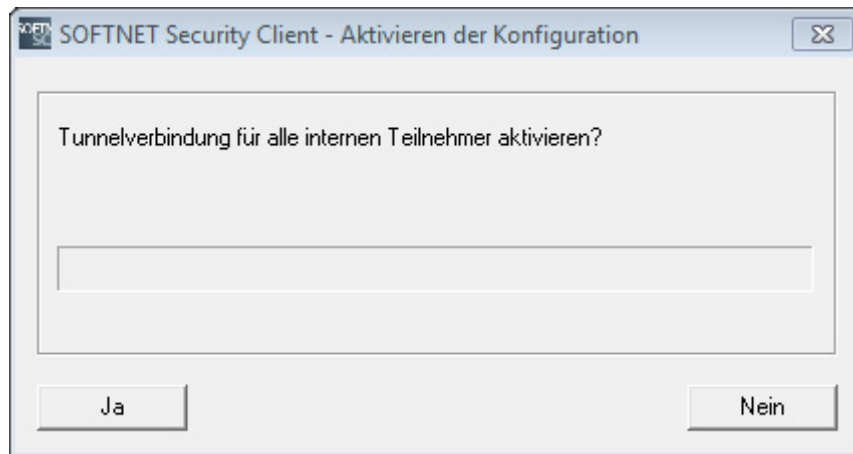 SOFTNET Security Client - Aktivieren der Konfiguration
Tunnelverbindung für alle internen Teilnehmer aktivieren?
Ja
Nein